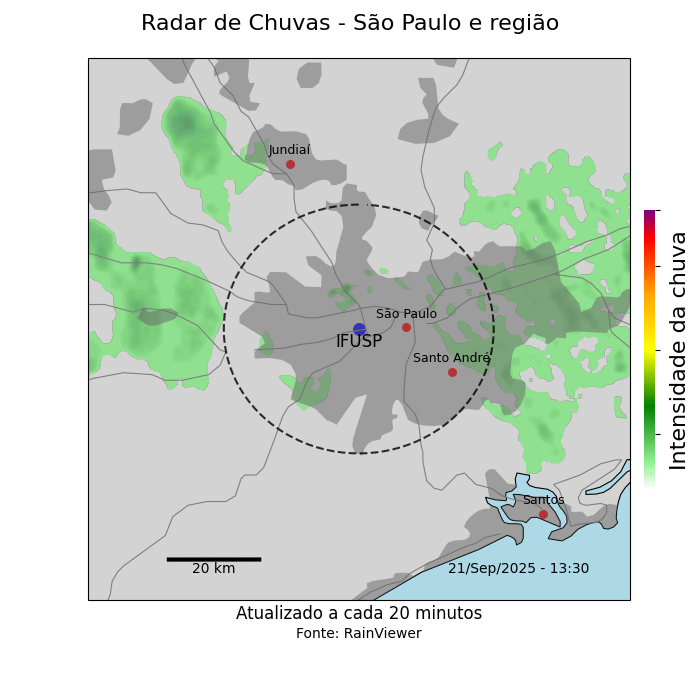 Radar de Chuvas - São Paulo e região
Jundiaí
São Paulo
IFUSP
Santo André
Santos
20 km
21/Sep/2025 - 13:30
Intensidade da chuva
Atualizado a cada 20 minutos
Fonte: RainViewer